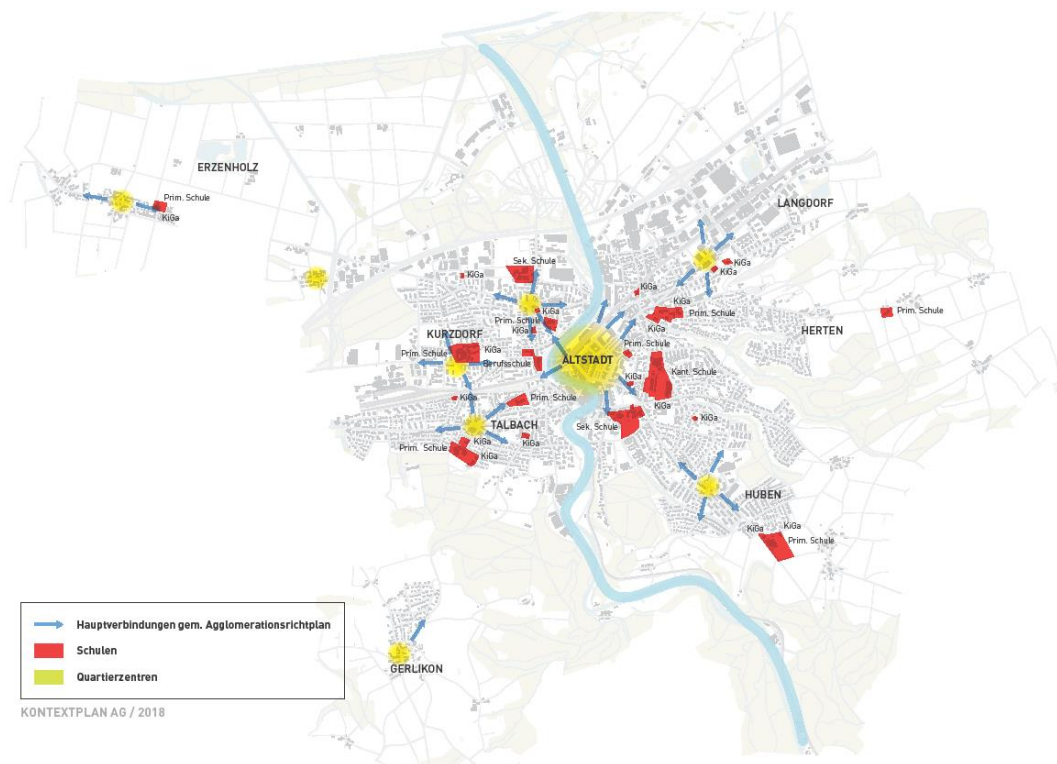 ERZENHOLZ
Prim. Schule
KiGa
LANGDORF
Sek. Schule
KiGa
KiGa
KiGa
KiGa
Prim. Schule
KiGa
KiGa
Prim. Schule
KiGa
Prim. Schule
HERTEN
KURZDORF
Prim. Schule
KiGa
Berufsschule
ALTSTADT
Prim. Schule
Kant. Schule
KiGa
KiGa
Prim. Schule
KiGa
Sek. Schule
KiGa
TALBACH
KiGa
KiGa
Prim. Schule
KiGa
HUBEN
KiGa
KiGa
Prim. Schule
GERLIKON
Hauptverbindungen gem. Agglomerationsrichtplan
Schulen
Quartierzentren
KONTEXTPLAN AG / 2018